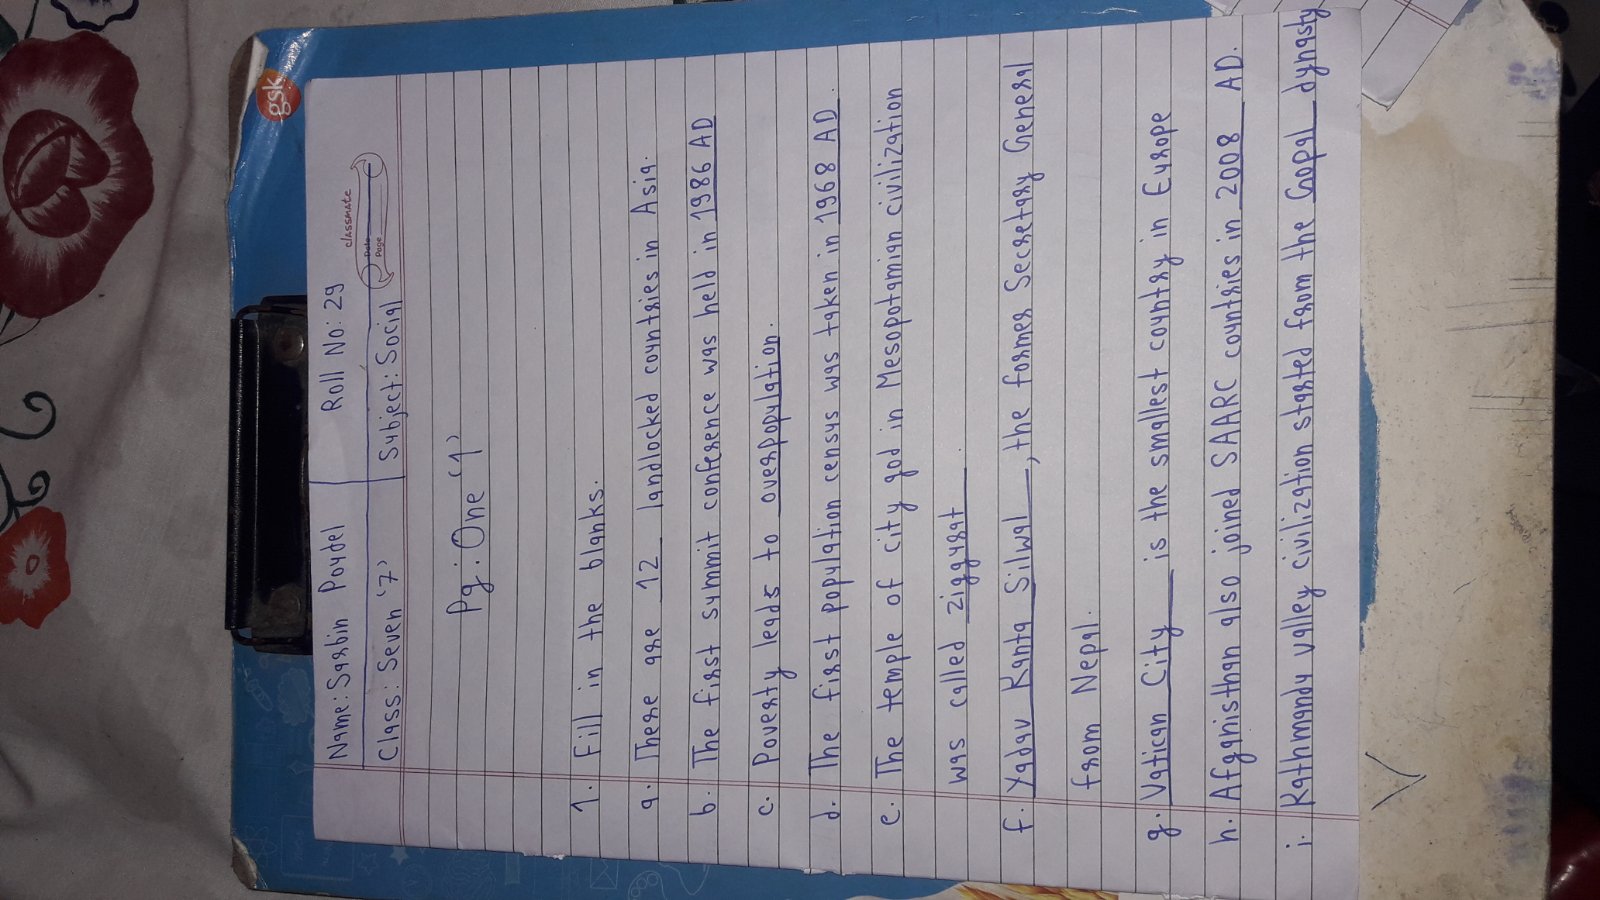 gsk
classmate
Date
Page
Name: Sarbin Poudel Roll No: 29
Class: Seven '7' Subject: Social
Pg: One '1'
1. Fill in the blanks.
a. There are 12 landlocked countries in Asia.
b. The first summit conference was held in 1986 AD
c. Poverty leads to overpopulation.
d. The first population census was taken in 1968 AD.
e. The temple of city god in Mesopotamian civilization
was called ziggurat.
f. Yadav Kanta Silwal, the former Secretary General
from Nepal.
g. Vatican City is the smallest country in Europe
h. Afganisthan also joined SAARC countries in 2008 AD.
i. Kathmandu valley civilization started from the Gopal dynasty